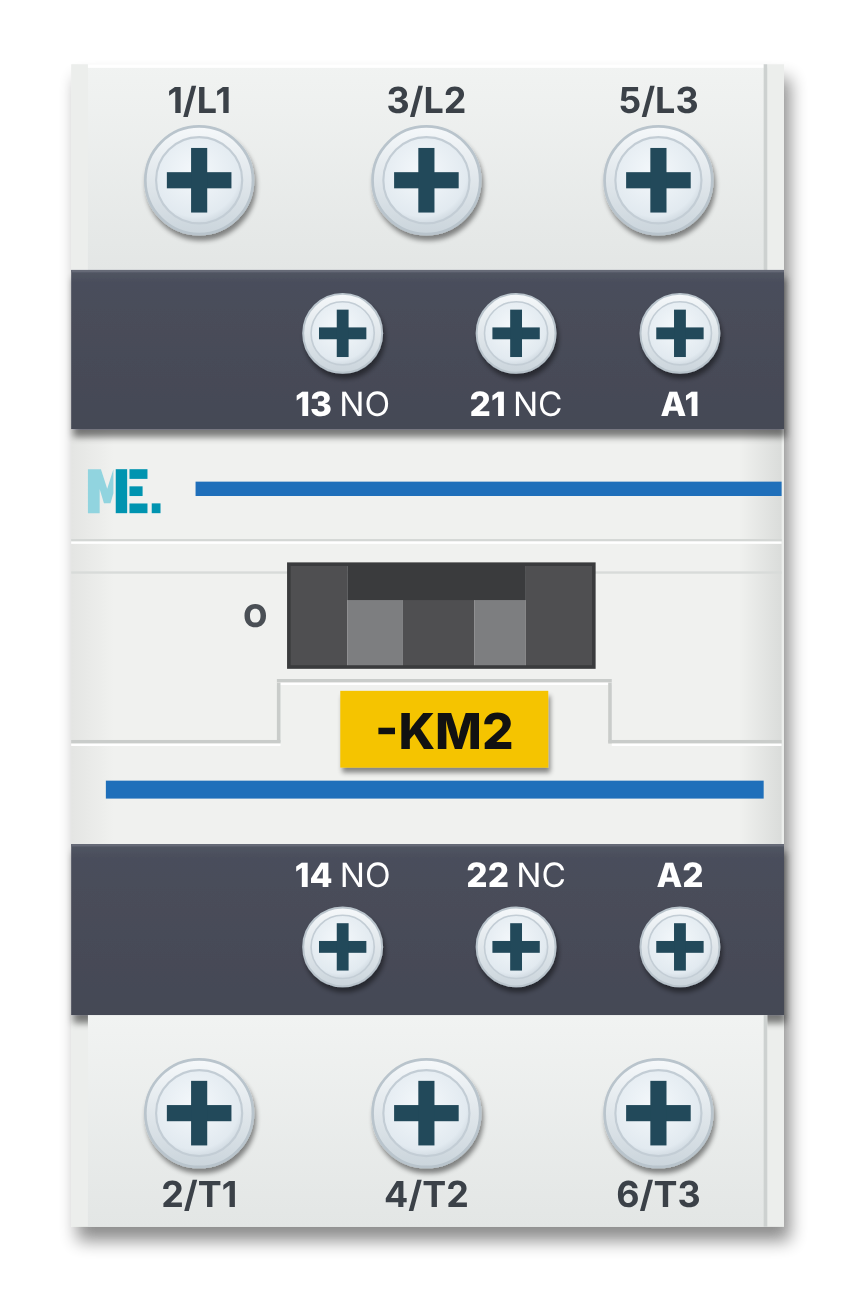 1/L1 3/L2 5/L3
13 NO 21 NC A1
ME.
o
-KM2
14 NO 22 NC A2
2/T1 4/T2 6/T3